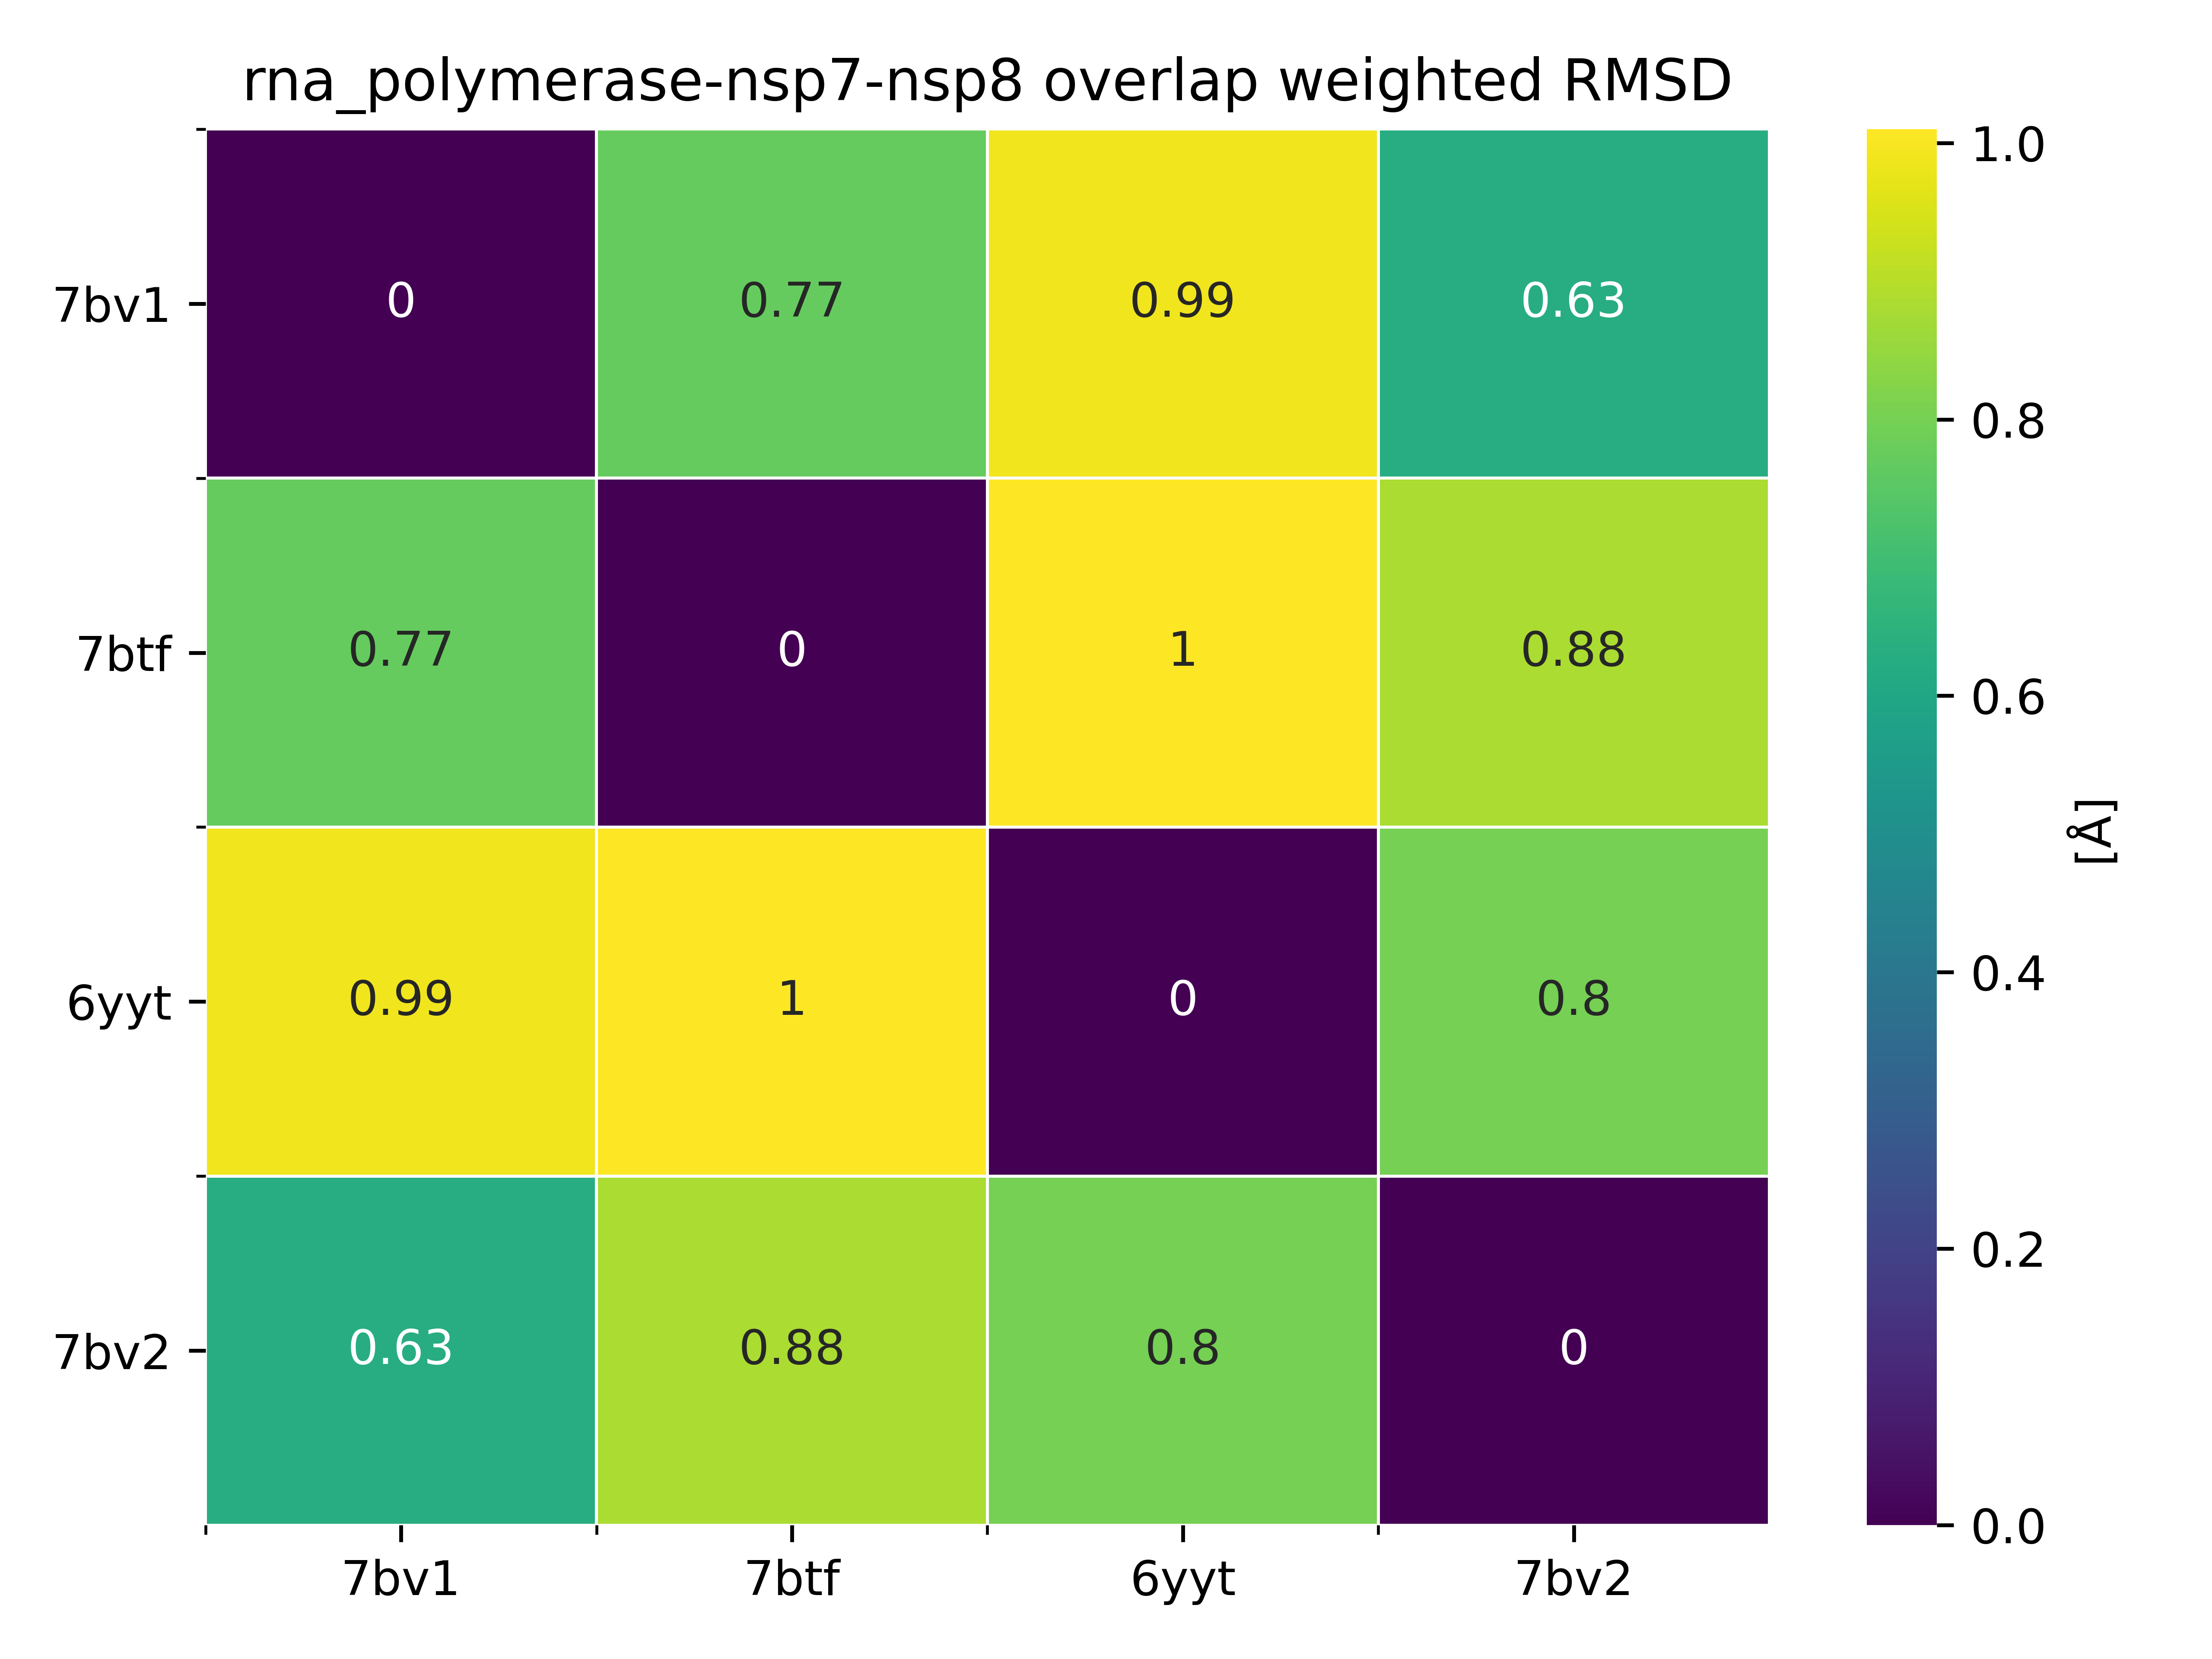 rna_polymerase-nsp7-nsp8 overlap weighted RMSD
7bv1 0 0.77 0.99 0.63
7btf 0.77 0 1 0.88
6yyt 0.99 1 0 0.8
7bv2 0.63 0.88 0.8 0
7bv1 7btf 6yyt 7bv2
1.0
0.8
0.6
0.4
0.2
0.0
[Å]